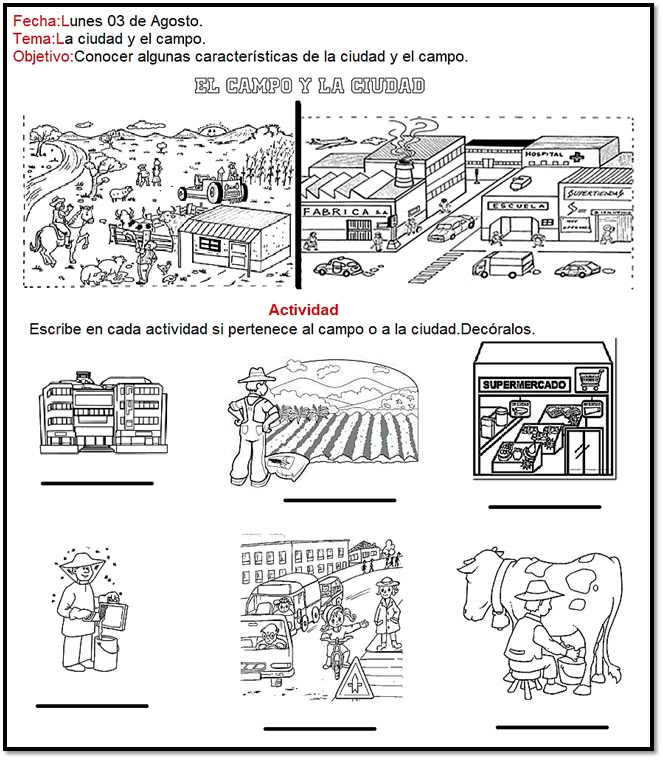 Fecha:Lunes 03 de Agosto.
Tema:La ciudad y el campo.
Objetivo:Conocer algunas características de la ciudad y el campo.
EL CAMPO Y LA CIUDAD
HOSPITAL
FABRICA S.A.
ESCUELA
SUPERTIENDAS
Actividad
Escribe en cada actividad si pertenece al campo o a la ciudad.Decóralos.
SUPERMERCADO